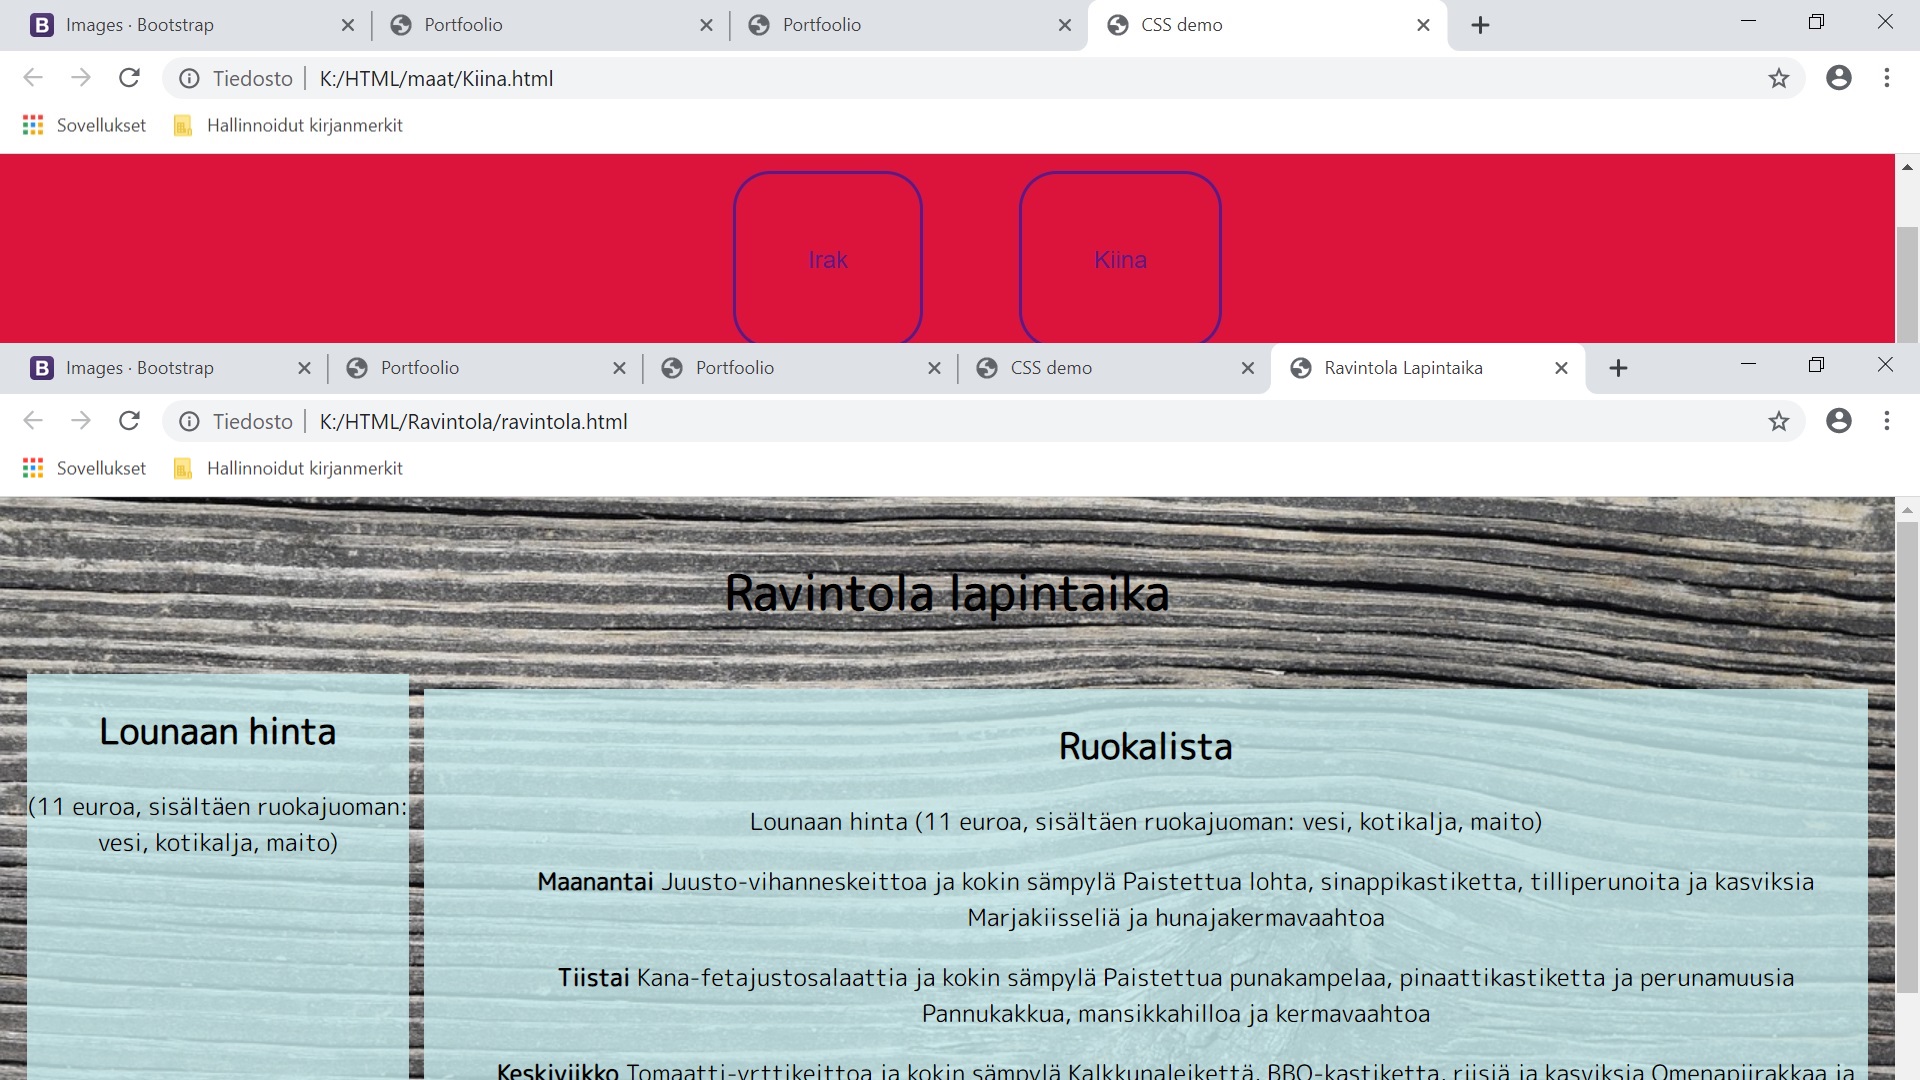 Images · Bootstrap
Portfoolio
Portfoolio
CSS demo
Tiedosto | K:/HTML/maat/Kiina.html
Sovellukset
Hallinnoidut kirjanmerkit
Irak
Kiina
Images · Bootstrap
Portfoolio
Portfoolio
CSS demo
Ravintola Lapintaika
Tiedosto | K:/HTML/Ravintola/ravintola.html
Sovellukset
Hallinnoidut kirjanmerkit
Ravintola lapintaika
Lounaan hinta
(11 euroa, sisältäen ruokajuoman:
vesi, kotikalja, maito)
Ruokalista
Lounaan hinta (11 euroa, sisältäen ruokajuoman: vesi, kotikalja, maito)
Maanantai Juusto-vihanneskeittoa ja kokin sämpylä Paistettua lohta, sinappikastiketta, tilliperunoita ja kasviksia
Marjakiisseliä ja hunajakermavaahtoa
Tiistai Kana-fetajustosalaattia ja kokin sämpylä Paistettua punakampelaa, pinaattikastiketta ja perunamuusia
Pannukakkua, mansikkahilloa ja kermavaahtoa
Keskiviikko Tomaatti-yrttikeittoa ja kokin sämpylä Kalkkunaleikettä, BBQ-kastiketta, riisiä ja kasviksia Omenapiirakkaa ja